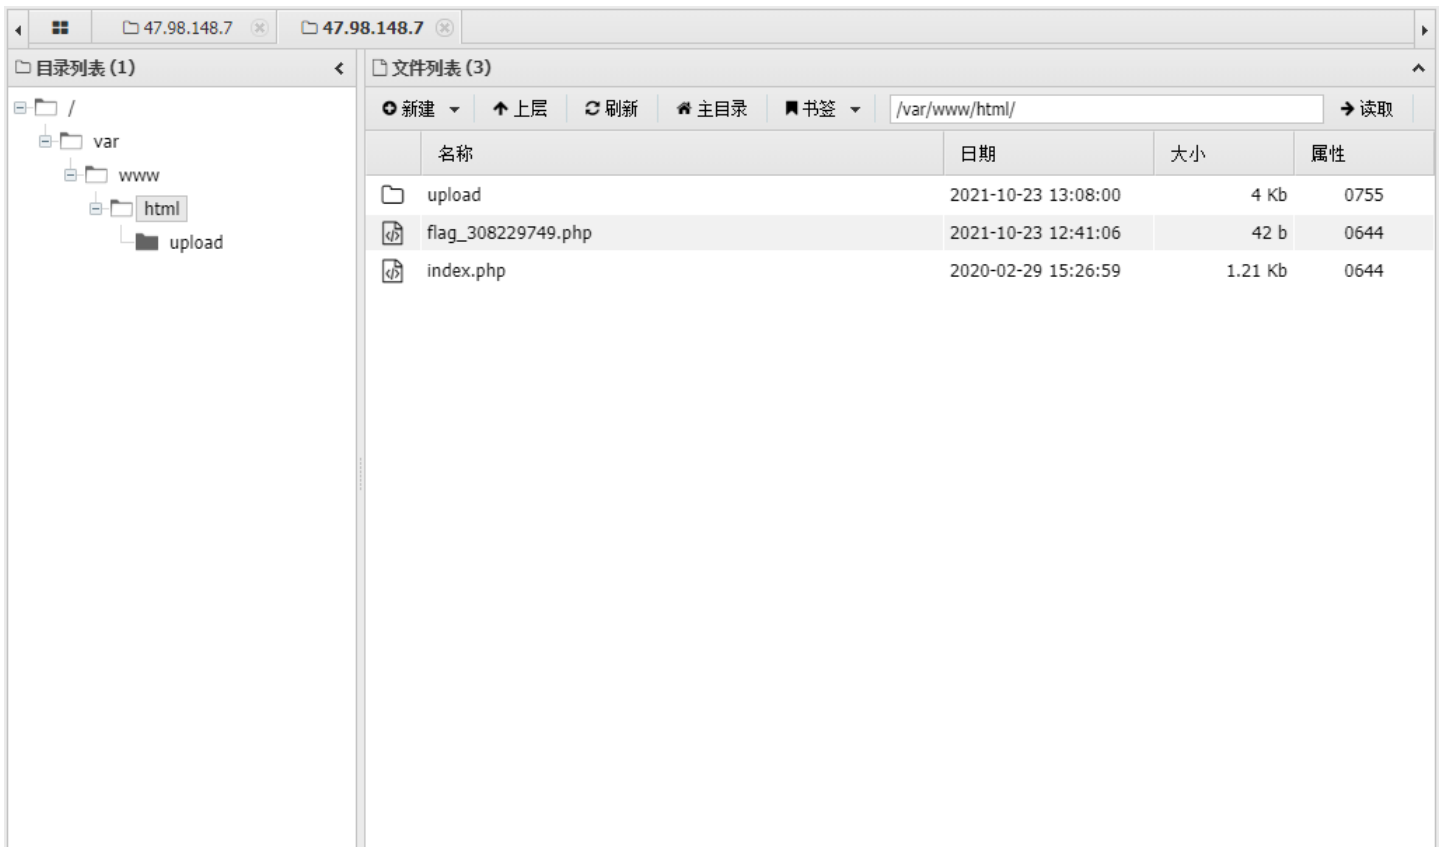 47.98.148.7 47.98.148.7
目录列表 (1)
文件列表 (3)
新建 上层 刷新 主目录 书签 /var/www/html/ 读取
/
var
www
html
upload
名称 日期 大小 属性
upload 2021-10-23 13:08:00 4 Kb 0755
flag_308229749.php 2021-10-23 12:41:06 42 b 0644
index.php 2020-02-29 15:26:59 1.21 Kb 0644